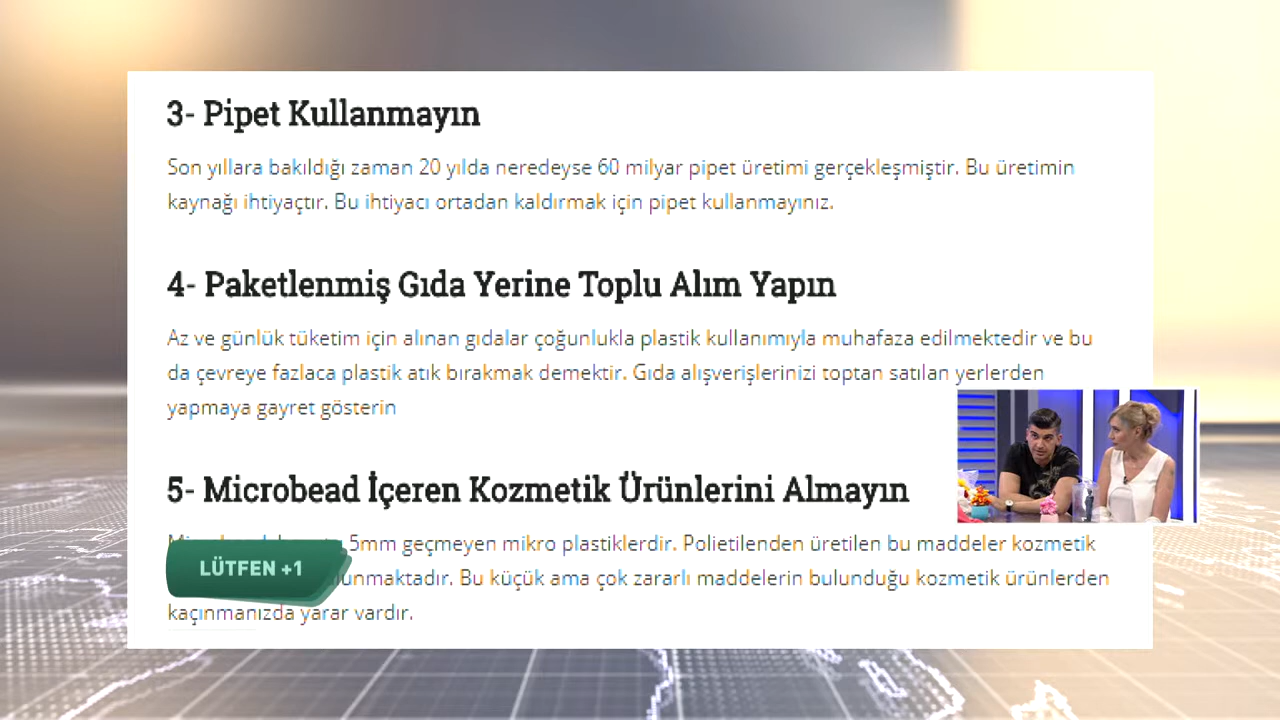 3- Pipet Kullanmayın
Son yıllara bakıldığı zaman 20 yılda neredeyse 60 milyar pipet üretimi gerçekleşmiştir. Bu üretimin
kaynağı ihtiyaçtır. Bu ihtiyacı ortadan kaldırmak için pipet kullanmayınız.
4- Paketlenmiş Gıda Yerine Toplu Alım Yapın
Az ve günlük tüketim için alınan gıdalar çoğunlukla plastik kullanımıyla muhafaza edilmektedir ve bu
da çevreye fazlaca plastik atık bırakmak demektir. Gıda alışverişlerinizi toptan satılan yerlerden
yapmaya gayret gösterin
5- Microbead İçeren Kozmetik Ürünlerini Almayın
5mm geçmeyen mikro plastiklerdir. Polietilenden üretilen bu maddeler kozmetik
LÜTFEN +1
Bu küçük ama çok zararlı maddelerin bulunduğu kozmetik ürünlerden
kaçınmanızda yarar vardır.